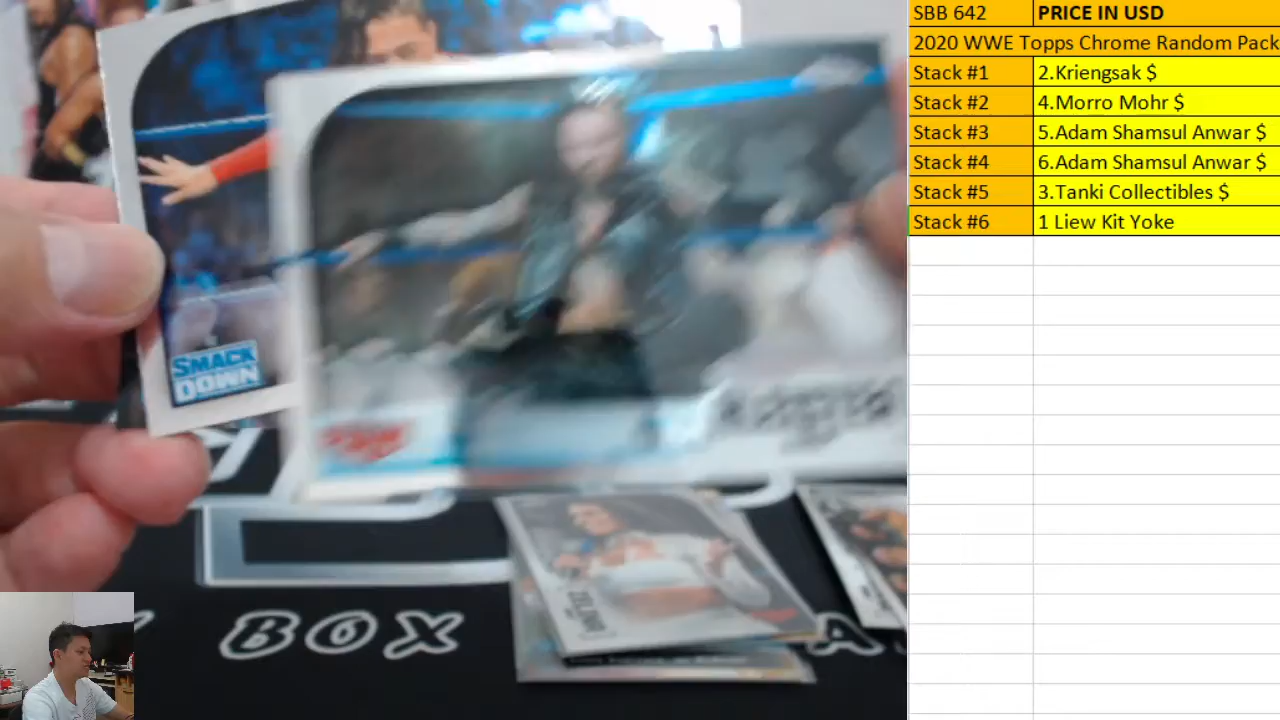 SBB 642 PRICE IN USD
2020 WWE Topps Chrome Random Pack
Stack #1 2.Kriengsak $
Stack #2 4.Morro Mohr $
Stack #3 5.Adam Shamsul Anwar $
Stack #4 6.Adam Shamsul Anwar $
Stack #5 3.Tanki Collectibles $
Stack #6 1 Liew Kit Yoke
SMACK
DOWN
RAW
BOX